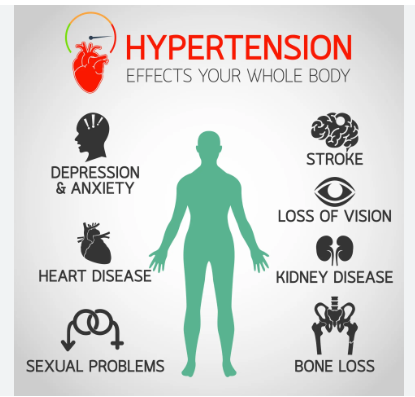 HYPERTENSION
EFFECTS YOUR WHOLE BODY
DEPRESSION
& ANXIETY
HEART DISEASE
SEXUAL PROBLEMS
STROKE
LOSS OF VISION
KIDNEY DISEASE
BONE LOSS